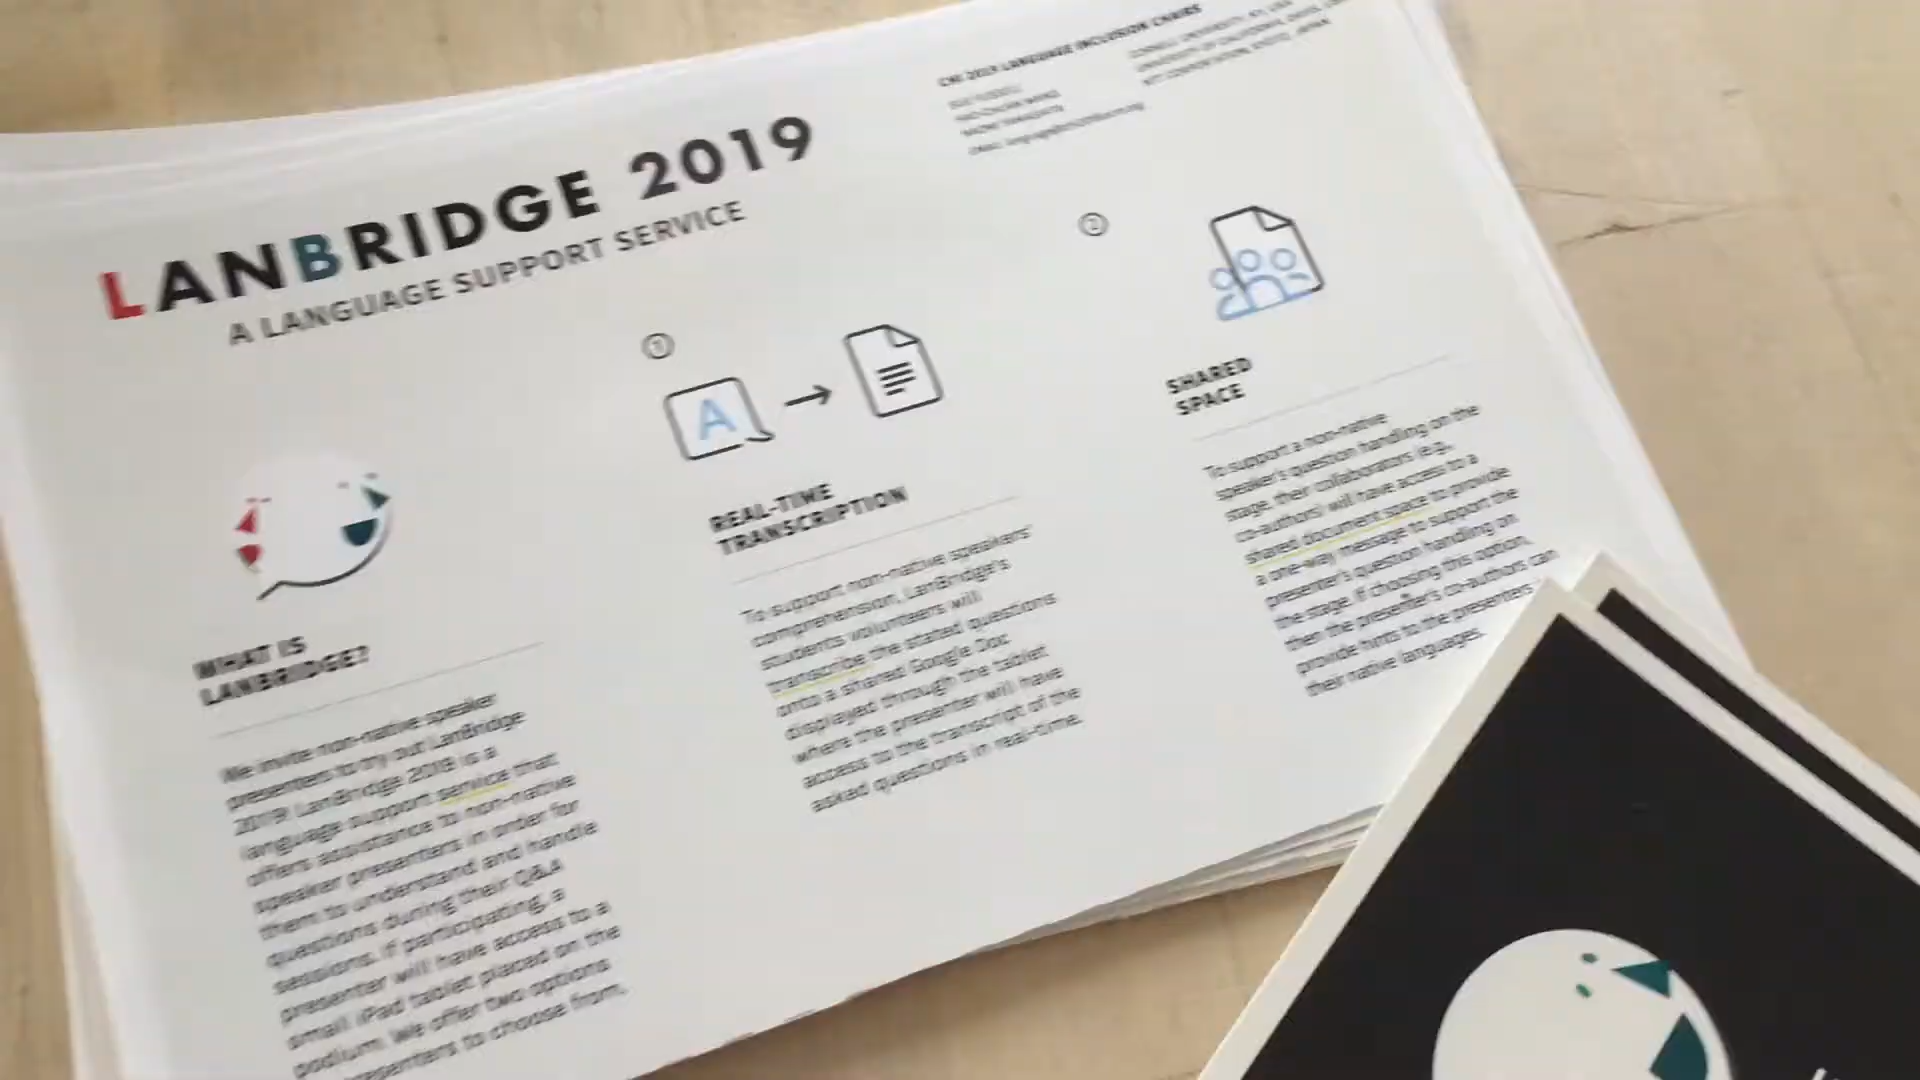 LANBRIDGE 2019
A LANGUAGE SUPPORT SERVICE
CHI 2019 LANGUAGE INCLUSION CHAIRS
WHAT IS
LANBRIDGE?
We invite non-native speaker
presenters to try out LanBridge
2019! LanBridge 2019 is a
language support service that
offers assistance to non-native
speaker presenters in order for
them to understand and handle
questions during their Q&A
sessions. If participating, a
presenter will have access to a
small iPad tablet placed on the
podium. We offer two options
presenters to choose from.
1
A
REAL-TIME
TRANSCRIPTION
To support non-native speakers'
comprehension, LanBridge's
students volunteers will
transcribe the stated questions
onto a shared Google Doc
displayed through the tablet
where the presenter will have
access to the transcript of the
asked questions in real-time.
2
SHARED
SPACE
To support a non-native
speaker's question handling on the
stage, their collaborators (e.g.,
co-authors) will have access to a
shared document space to provide
a one-way message to support the
presenter's question handling on
the stage. If choosing this option,
then the presenter's co-authors can
provide hints to the presenters
their native languages.